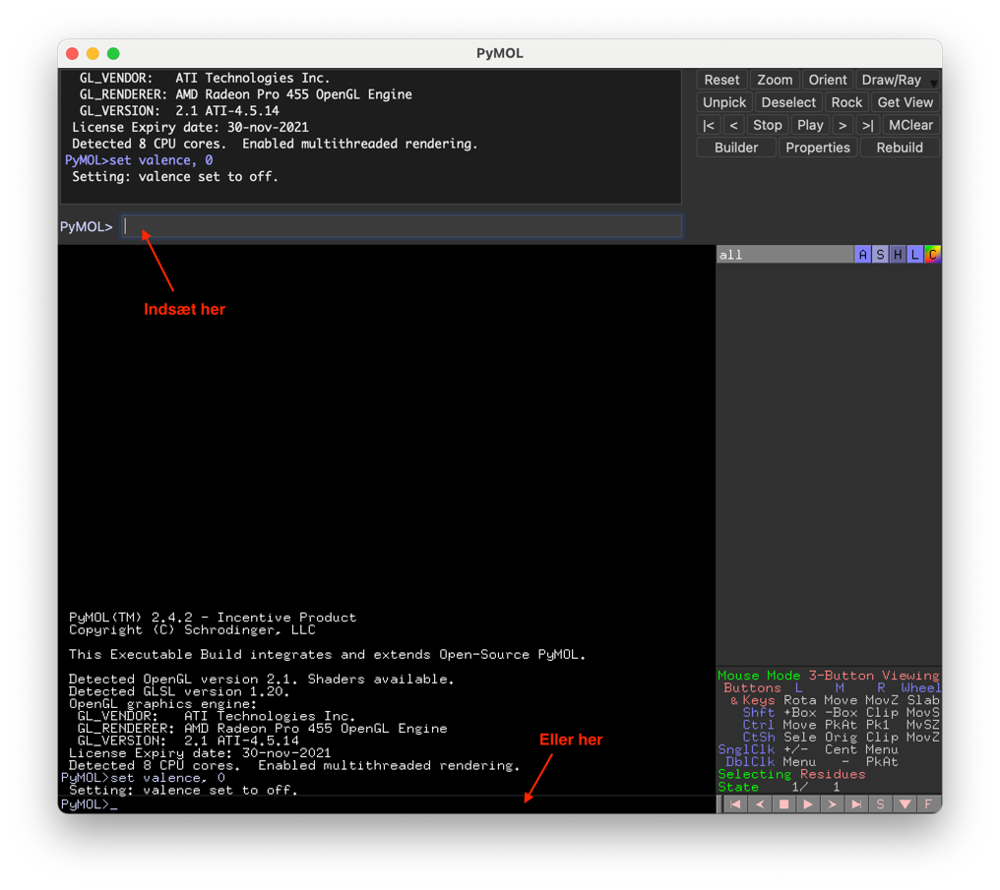 PyMOL
GL_VENDOR: ATI Technologies Inc.
GL_RENDERER: AMD Radeon Pro 455 OpenGL Engine
GL_VERSION: 2.1 ATI-4.5.14
License Expiry date: 30-nov-2021
Detected 8 CPU cores. Enabled multithreaded rendering.
PyMOL>set valence, 0
Setting: valence set to off.
Reset Zoom Orient Draw/Ray
Unpick Deselect Rock Get View
|< < Stop Play > >| MClear
Builder Properties Rebuild
PyMOL>
all A S H L C
Indsæt her
PyMOL(TM) 2.4.2 - Incentive Product
Copyright (C) Schrodinger, LLC
This Executable Build integrates and extends Open-Source PyMOL.
Detected OpenGL version 2.1. Shaders available.
Detected GLSL version 1.20.
OpenGL graphics engine:
GL_VENDOR: ATI Technologies Inc.
GL_RENDERER: AMD Radeon Pro 455 OpenGL Engine
GL_VERSION: 2.1 ATI-4.5.14
License Expiry date: 30-nov-2021
Detected 8 CPU cores. Enabled multithreaded rendering.
PyMOL>set valence, 0
Setting: valence set to off.
PyMOL>_
Eller her
Mouse Mode 3-Button Viewing
Buttons L M R Wheel
& Keys Rota Move MovZ Slab
Shft +Box -Box Clip MovS
Ctrl Move PkAt Pk1 MvSZ
CtSh Sele Orig Clip MovZ
SnglClk +/- Cent Menu
DblClk Menu - PkAt
Selecting Residues
State 1/ 1
S F